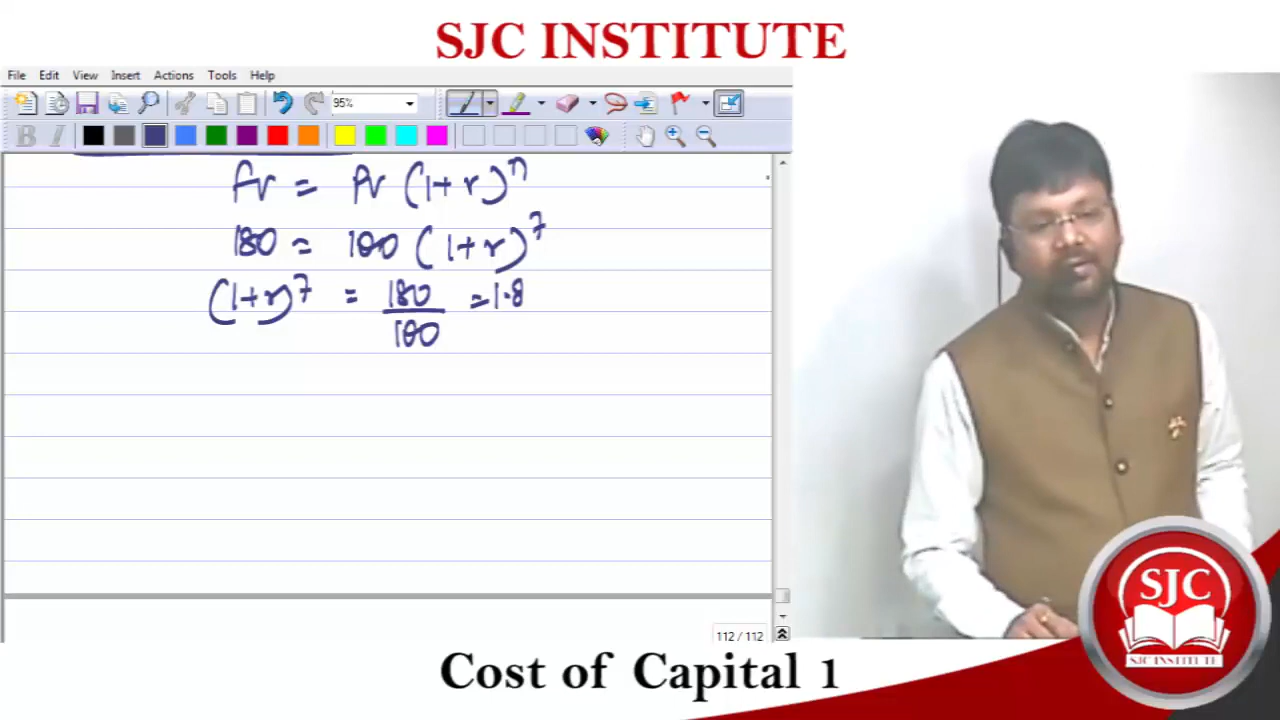 SJC INSTITUTE
File Edit View Insert Actions Tools Help
95%
B I
FV = PV (1+r)^n
180 = 100 (1+r)^7
(1+r)^7 = 180/100 = 1.8
112 / 112
SJC
SJC INSTITUTE
Cost of Capital 1